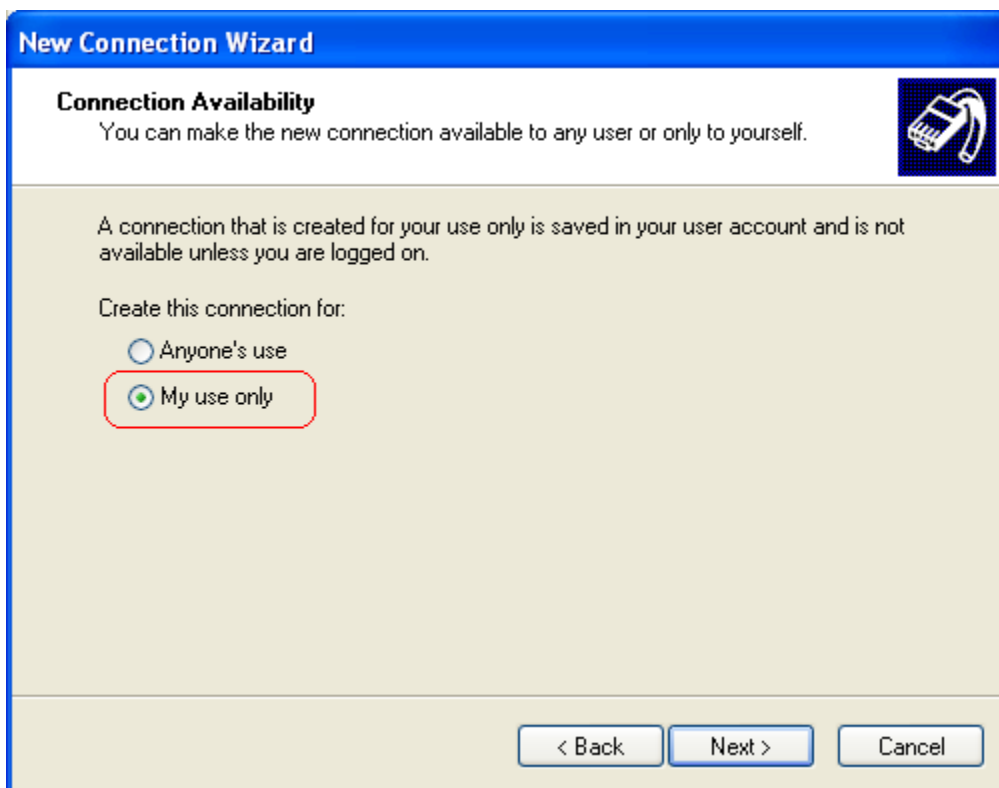 New Connection Wizard
Connection Availability
You can make the new connection available to any user or only to yourself.
A connection that is created for your use only is saved in your user account and is not
available unless you are logged on.
Create this connection for:
Anyone's use
My use only
< Back
Next >
Cancel